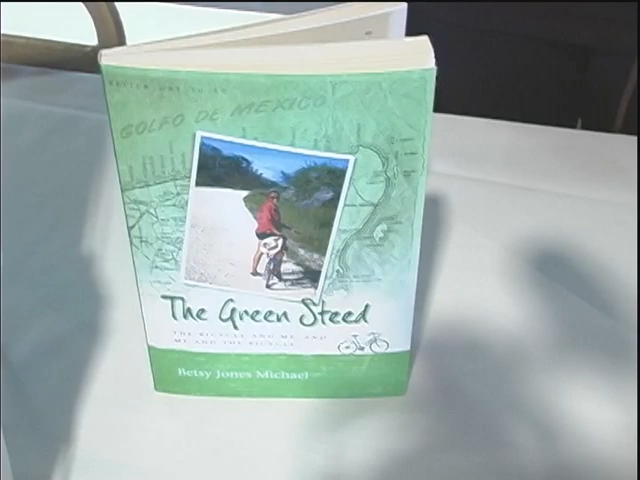 GOLFO DE MEXICO
The Green Steed
THE BICYCLE AND ME AND
ME AND THE BICYCLE
Betsy Jones Michael